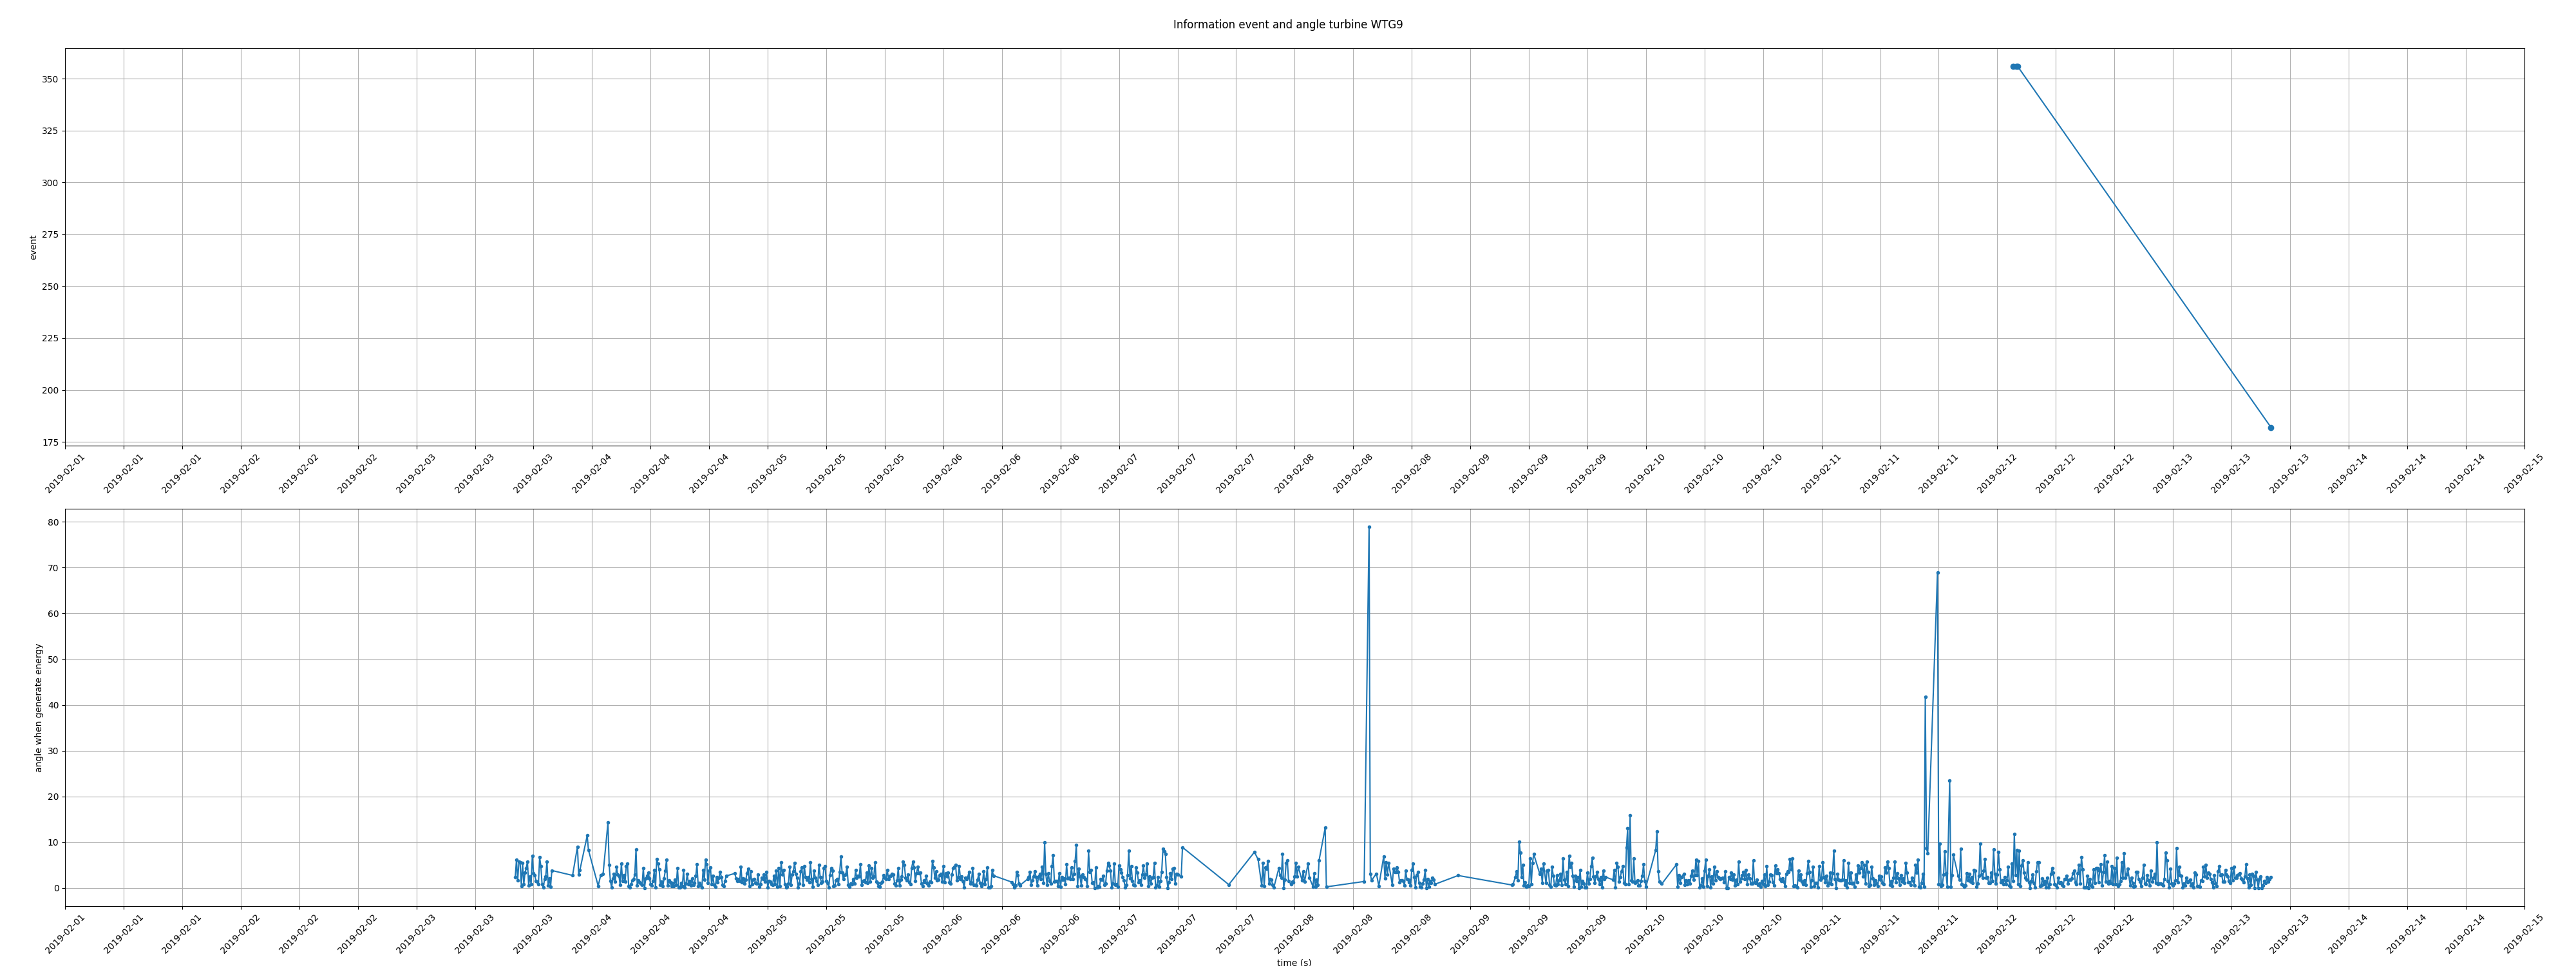 Information event and angle turbine WTG9
350
325
300
275
250
225
200
175
event
2019-02-01 2019-02-01 2019-02-01 2019-02-02 2019-02-02 2019-02-02 2019-02-03 2019-02-03 2019-02-03 2019-02-04 2019-02-04 2019-02-04 2019-02-05 2019-02-05 2019-02-05 2019-02-06 2019-02-06 2019-02-06 2019-02-07 2019-02-07 2019-02-07 2019-02-08 2019-02-08 2019-02-08 2019-02-09 2019-02-09 2019-02-09 2019-02-10 2019-02-10 2019-02-10 2019-02-11 2019-02-11 2019-02-11 2019-02-12 2019-02-12 2019-02-12 2019-02-13 2019-02-13 2019-02-13 2019-02-14 2019-02-14 2019-02-14 2019-02-15
80
70
60
50
40
30
20
10
0
angle when generate energy
2019-02-01 2019-02-01 2019-02-01 2019-02-02 2019-02-02 2019-02-02 2019-02-03 2019-02-03 2019-02-03 2019-02-04 2019-02-04 2019-02-04 2019-02-05 2019-02-05 2019-02-05 2019-02-06 2019-02-06 2019-02-06 2019-02-07 2019-02-07 2019-02-07 2019-02-08 2019-02-08 2019-02-08 2019-02-09 2019-02-09 2019-02-09 2019-02-10 2019-02-10 2019-02-10 2019-02-11 2019-02-11 2019-02-11 2019-02-12 2019-02-12 2019-02-12 2019-02-13 2019-02-13 2019-02-13 2019-02-14 2019-02-14 2019-02-14 2019-02-15
time (s)